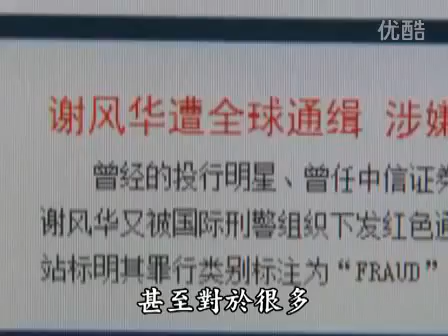 优酷
谢风华遭全球通缉 涉嫌
曾经的投行明星、曾任中信证券
谢风华又被国际刑警组织下发红色通
站标明其罪行类别标注为“FRAUD”
甚至對於很多